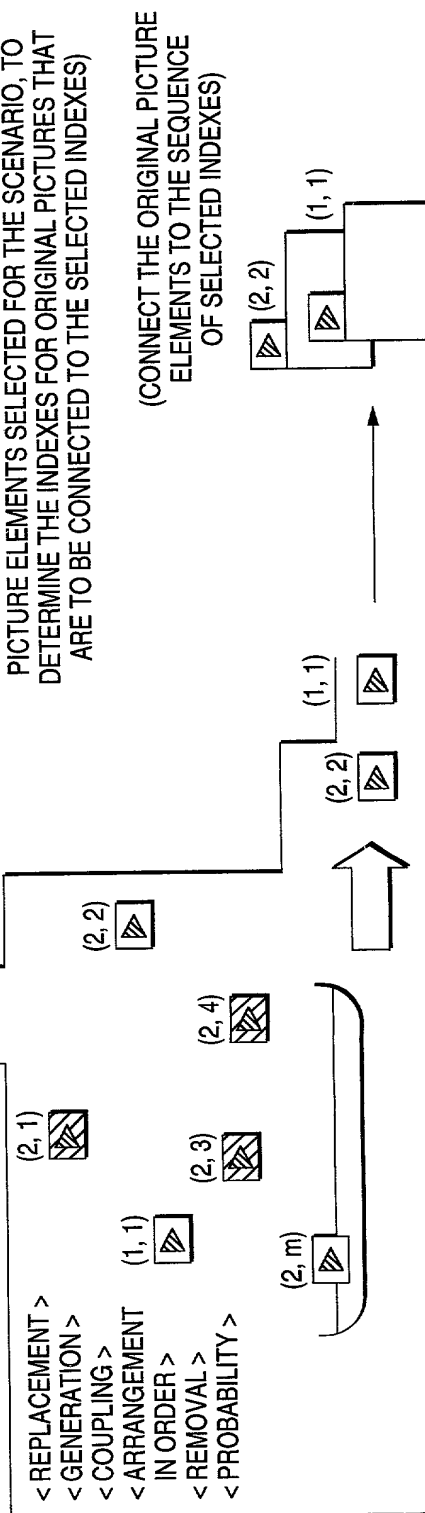 PICTURE ELEMENTS SELECTED FOR THE SCENARIO, TO
DETERMINE THE INDEXES FOR ORIGINAL PICTURES THAT
ARE TO BE CONNECTED TO THE SELECTED INDEXES)
(CONNECT THE ORIGINAL PICTURE
ELEMENTS TO THE SEQUENCE
OF SELECTED INDEXES)
< REPLACEMENT >
< GENERATION >
< COUPLING >
< ARRANGEMENT
IN ORDER >
< REMOVAL >
< PROBABILITY >
(2, 1)
(1, 1)
(2, 3)
(2, m)
(2, 4)
(2, 2)
(2, 2)
(1, 1)
(2, 2)
(1, 1)